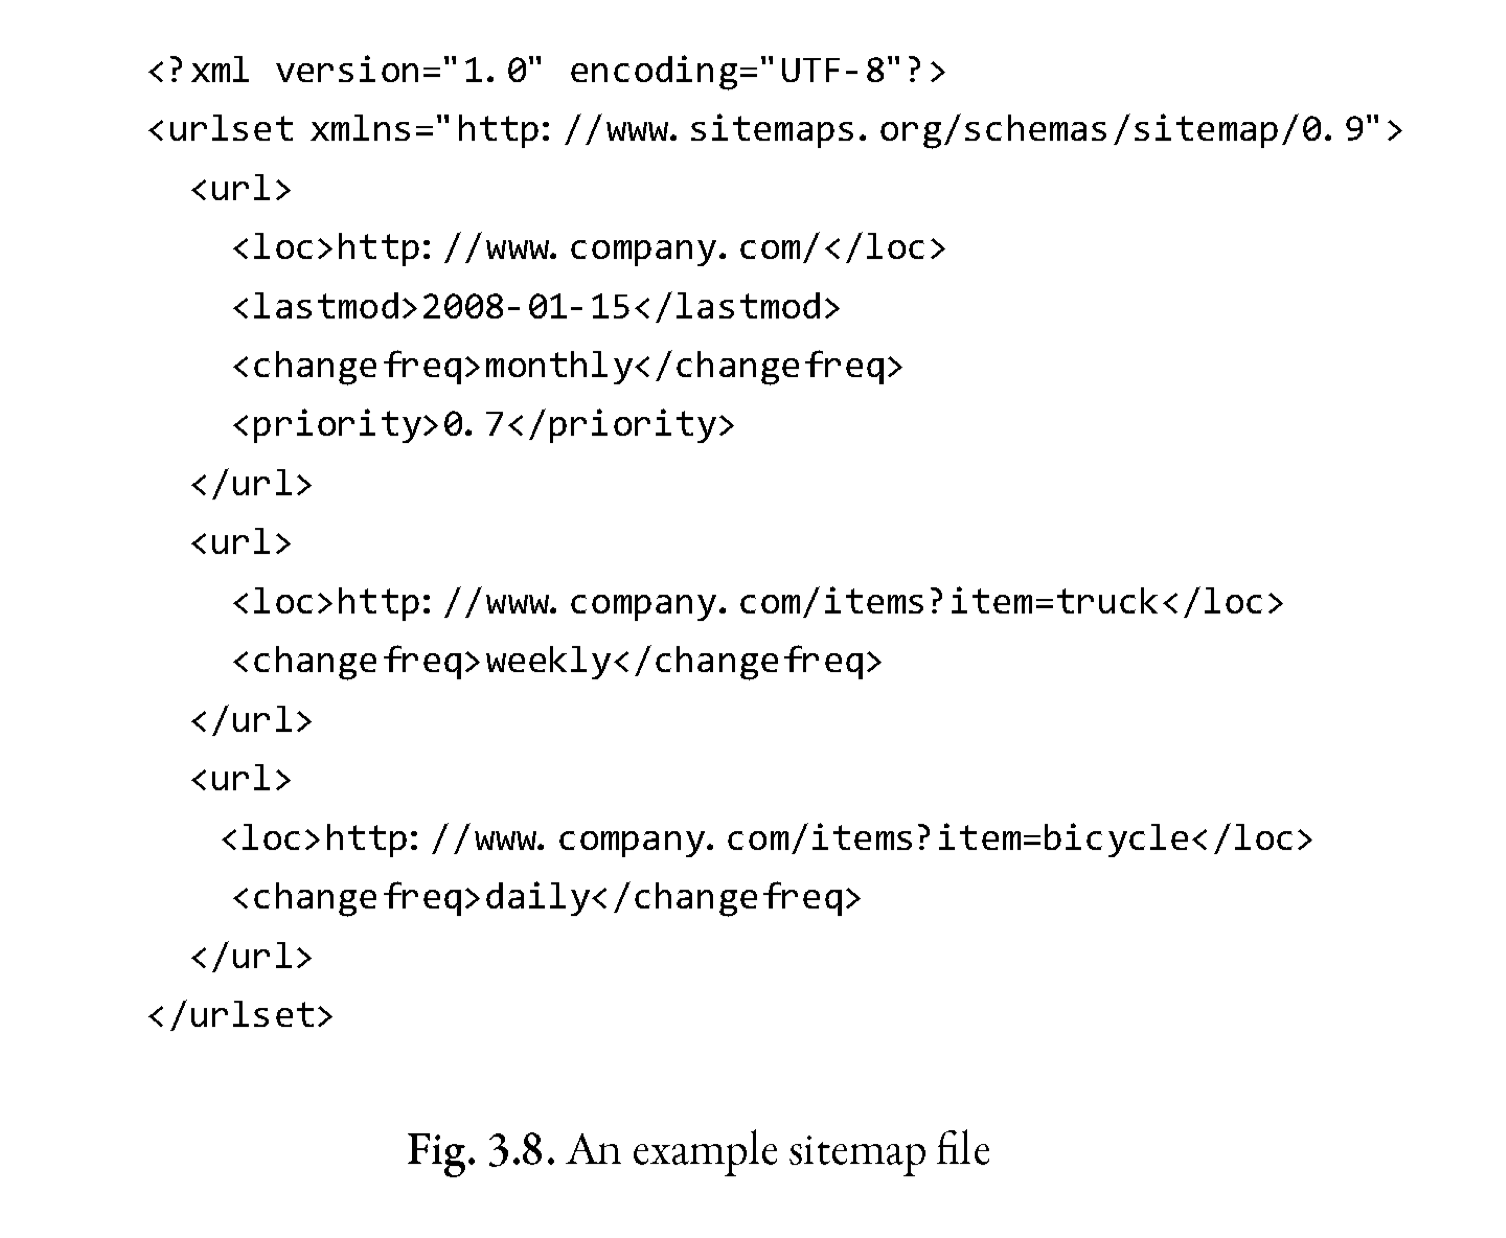 <?xml version="1.0" encoding="UTF-8"?>
<urlset xmlns="http://www.sitemaps.org/schemas/sitemap/0.9">
  <url>
    <loc>http://www.company.com/</loc>
    <lastmod>2008-01-15</lastmod>
    <changefreq>monthly</changefreq>
    <priority>0.7</priority>
  </url>
  <url>
    <loc>http://www.company.com/items?item=truck</loc>
    <changefreq>weekly</changefreq>
  </url>
  <url>
    <loc>http://www.company.com/items?item=bicycle</loc>
    <changefreq>daily</changefreq>
  </url>
</urlset>
Fig. 3.8. An example sitemap file